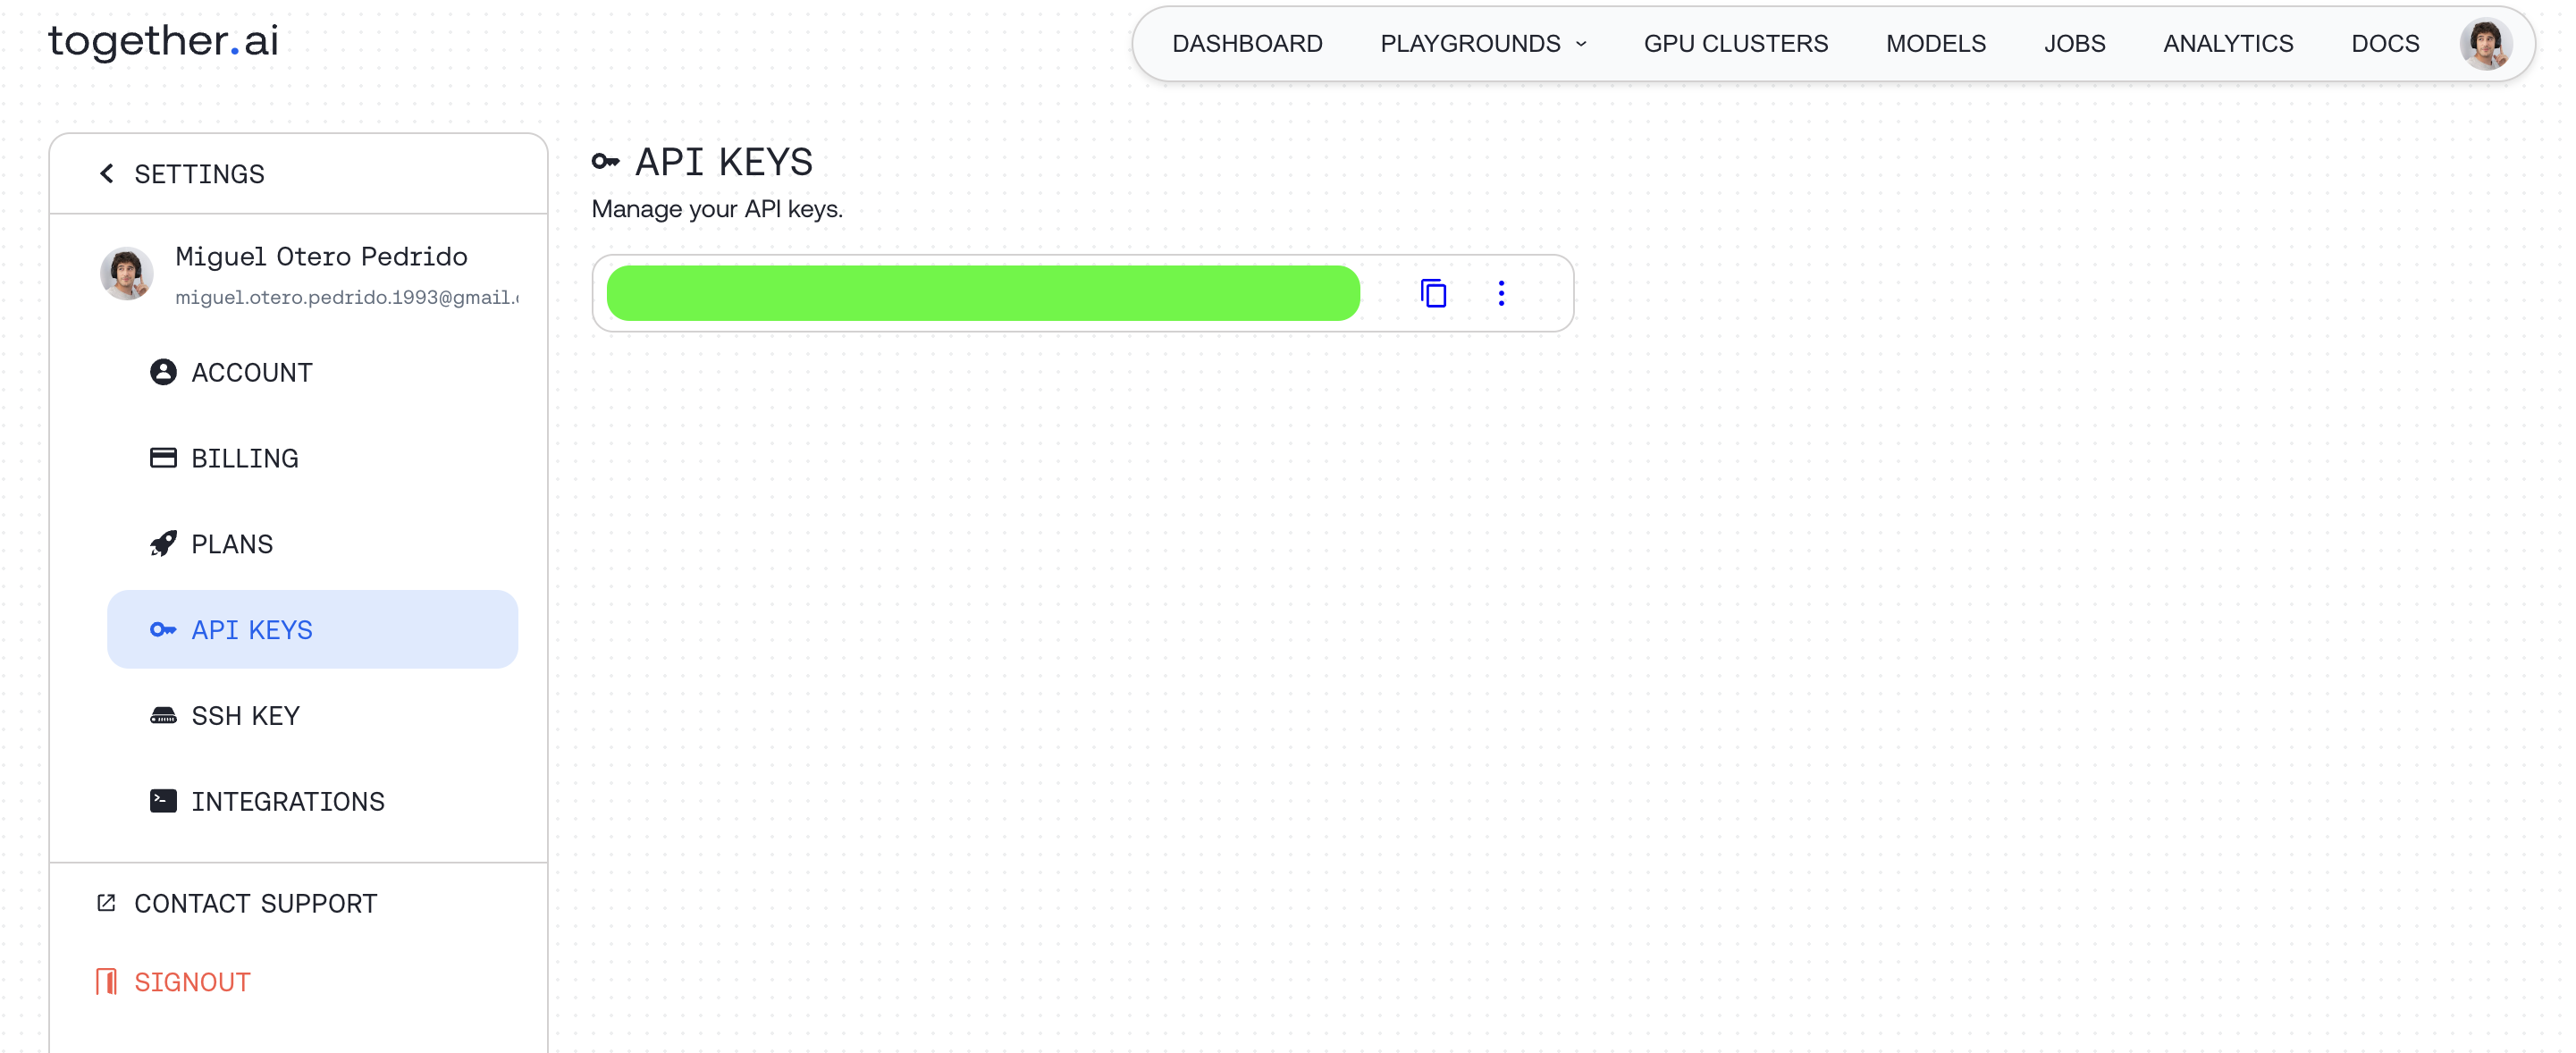 together.ai
DASHBOARD PLAYGROUNDS GPU CLUSTERS MODELS JOBS ANALYTICS DOCS
SETTINGS
Miguel Otero Pedrido
miguel.otero.pedrido.1993@gmail.
ACCOUNT
BILLING
PLANS
API KEYS
SSH KEY
INTEGRATIONS
CONTACT SUPPORT
SIGNOUT
API KEYS
Manage your API keys.